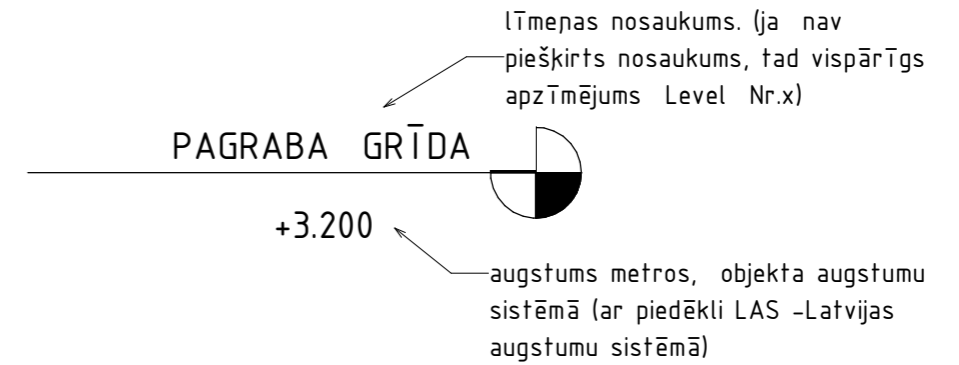 līmeņas nosaukums. (ja nav
piešķirts nosaukums, tad vispārīgs
apzīmējums Level Nr.x)
PAGRABA GRĪDA
+3.200
augstums metros, objekta augstumu
sistēmā (ar piedēkli LAS -Latvijas
augstumu sistēmā)